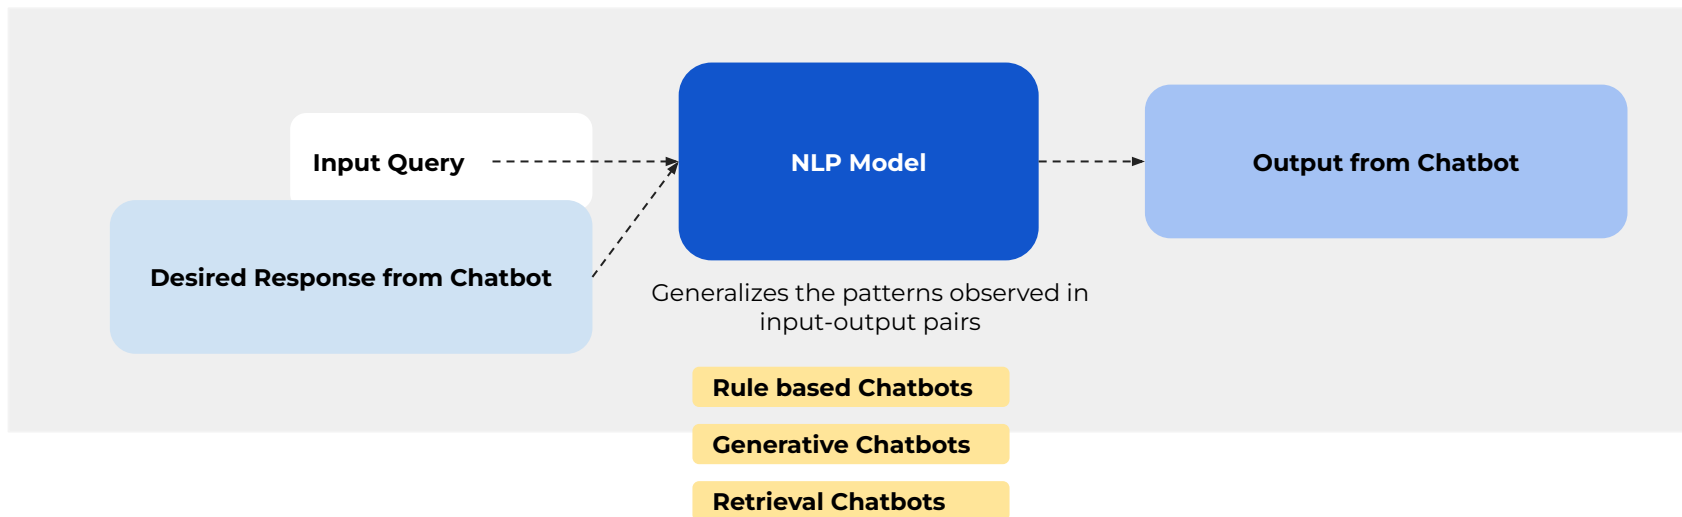 Input Query
NLP Model
Output from Chatbot
Desired Response from Chatbot
Generalizes the patterns observed in
input-output pairs
Rule based Chatbots
Generative Chatbots
Retrieval Chatbots